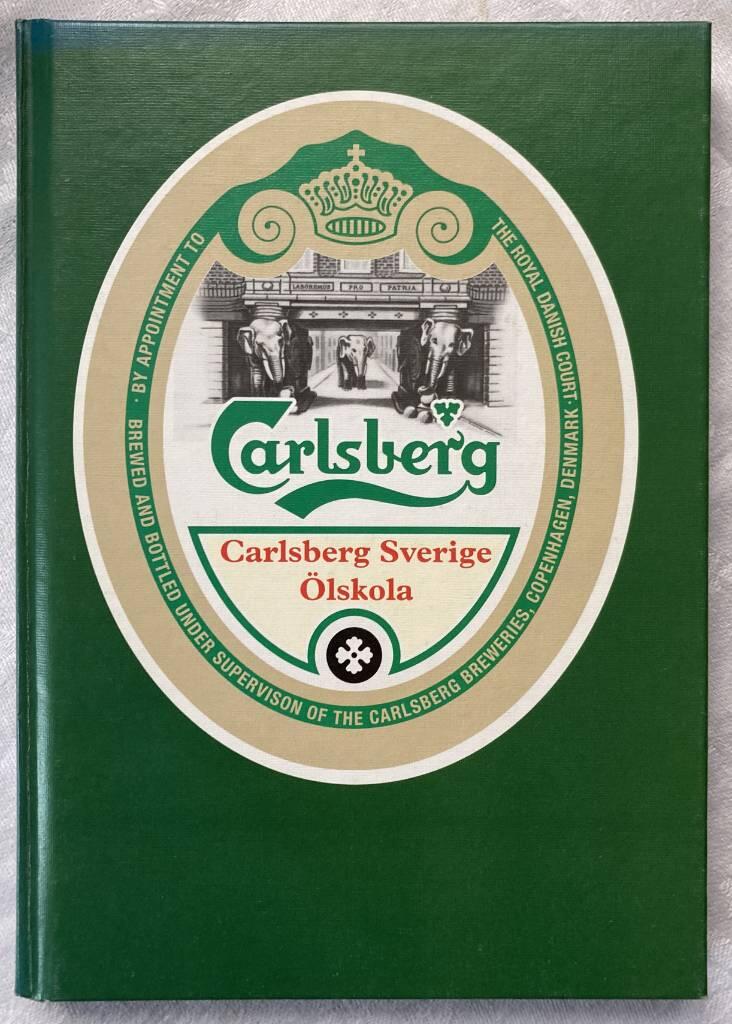 · BY APPOINTMENT TO
THE ROYAL DANISH COURT ·
LABOREMUS PRO PATRIA
Carlsberg
Carlsberg Sverige
Ölskola
BREWED AND BOTTLED UNDER SUPERVISON OF THE CARLSBERG BREWERIES, COPENHAGEN, DENMARK